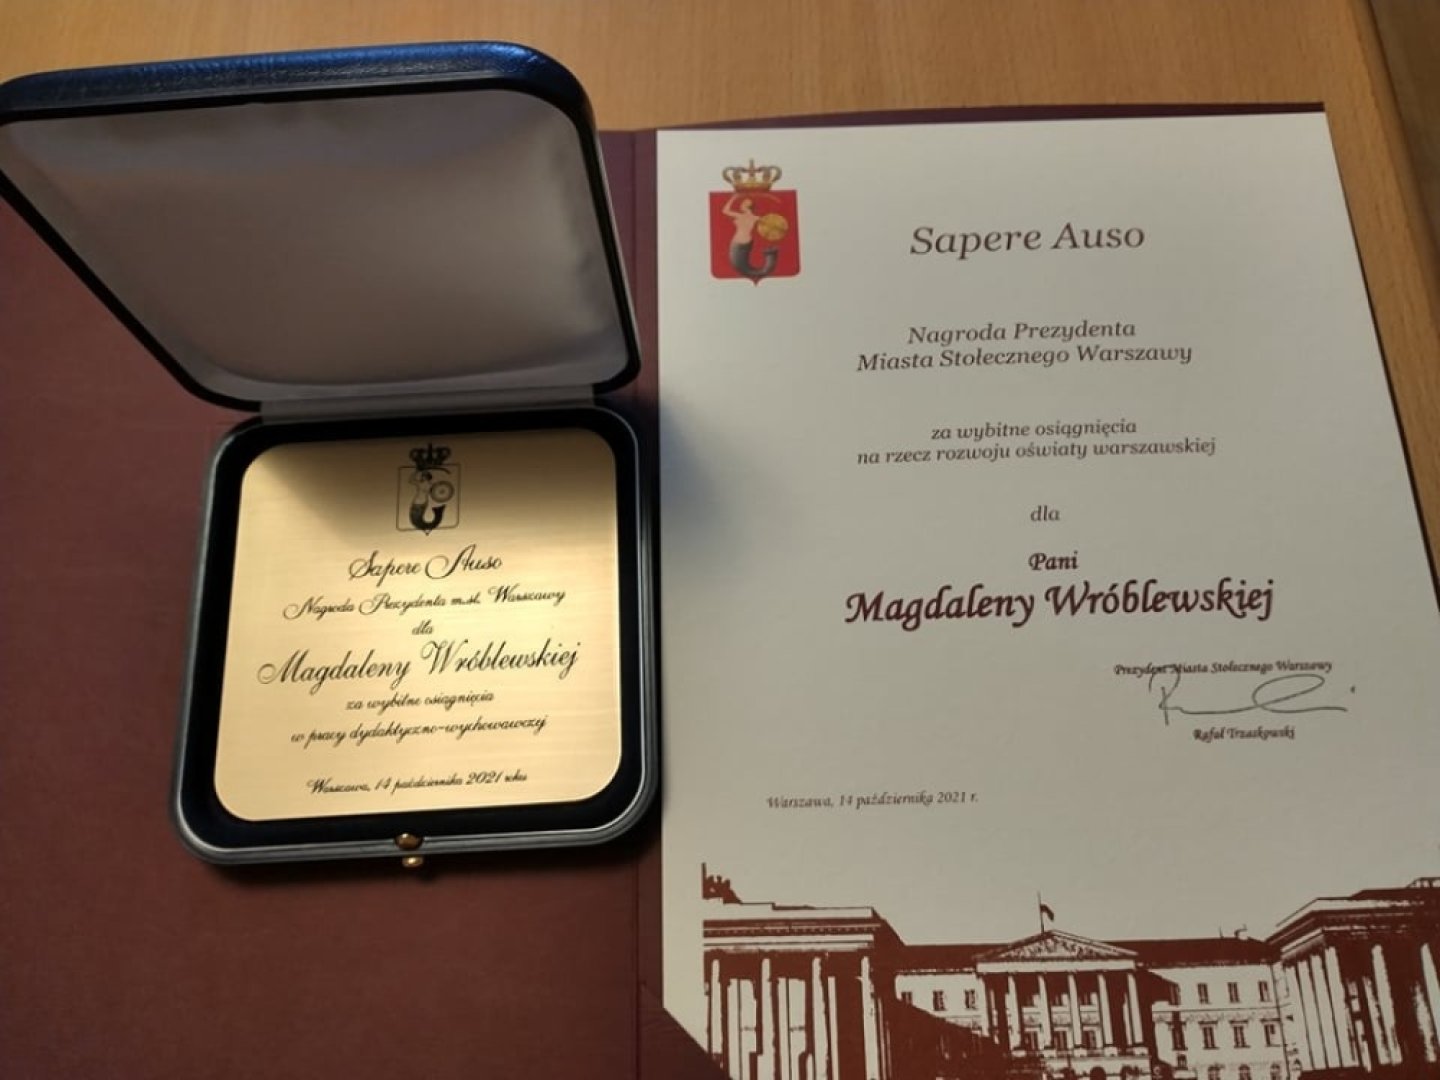 Sapere Auso
Nagroda Prezydenta m.st. Warszawy
dla
Magdaleny Wróblewskiej
za wybitne osiągnięcia
w pracy dydaktyczno-wychowawczej
Warszawa, 14 października 2021 roku
Sapere Auso
Nagroda Prezydenta
Miasta Stołecznego Warszawy
za wybitne osiągnięcia
na rzecz rozwoju oświaty warszawskiej
dla
Pani
Magdaleny Wróblewskiej
Prezydent Miasta Stołecznego Warszawy
Rafał Trzaskowski
Warszawa, 14 października 2021 r.